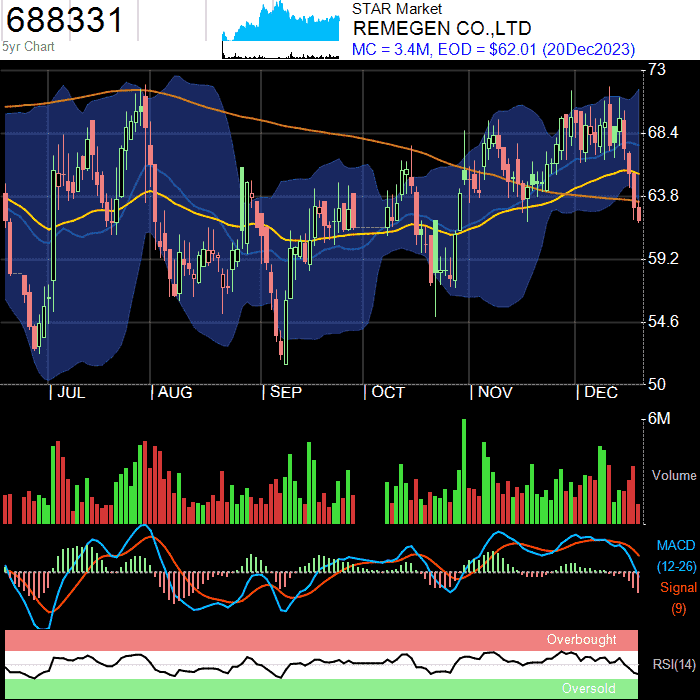 688331
5yr Chart
STAR Market
REMEGEN CO.,LTD
MC = 3.4M, EOD = $62.01 (20Dec2023)
73
68.4
63.8
59.2
54.6
50
JUL AUG SEP OCT NOV DEC
6M
Volume
MACD
(12-26)
Signal
(9)
Overbought
RSI(14)
Oversold